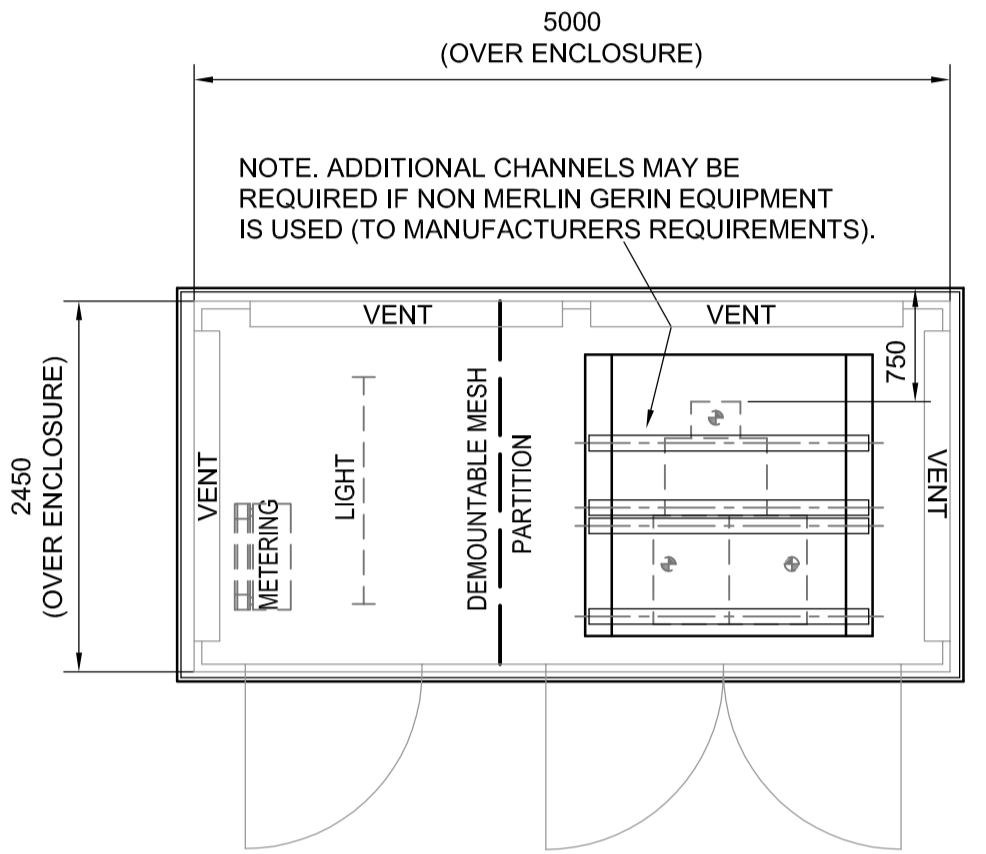 5000
(OVER ENCLOSURE)
NOTE. ADDITIONAL CHANNELS MAY BE
REQUIRED IF NON MERLIN GERIN EQUIPMENT
IS USED (TO MANUFACTURERS REQUIREMENTS).
VENT
VENT
750
2450
(OVER ENCLOSURE)
VENT
METERING
LIGHT
DEMOUNTABLE MESH
PARTITION
VENT